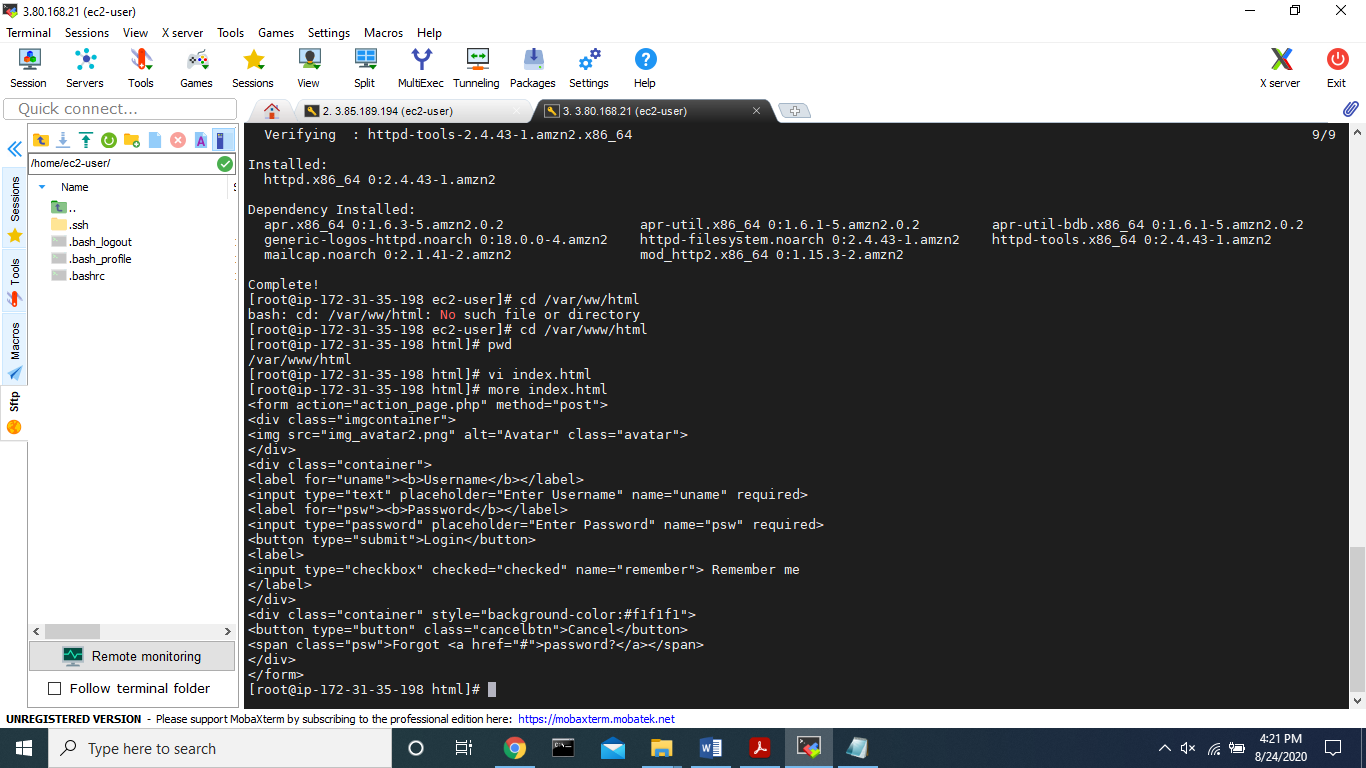 3.80.168.21 (ec2-user)
Terminal Sessions View X server Tools Games Settings Macros Help
Session Servers Tools Games Sessions View Split MultiExec Tunneling Packages Settings Help X server Exit
Quick connect...
2. 3.85.189.194 (ec2-user)
3. 3.80.168.21 (ec2-user)
/home/ec2-user/
Name
..
.ssh
.bash_logout
.bash_profile
.bashrc
Sessions
Tools
Macros
Sftp
Remote monitoring
Follow terminal folder
Verifying : httpd-tools-2.4.43-1.amzn2.x86_64 9/9
Installed:
httpd.x86_64 0:2.4.43-1.amzn2
Dependency Installed:
apr.x86_64 0:1.6.3-5.amzn2.0.2 apr-util.x86_64 0:1.6.1-5.amzn2.0.2 apr-util-bdb.x86_64 0:1.6.1-5.amzn2.0.2
generic-logos-httpd.noarch 0:18.0.0-4.amzn2 httpd-filesystem.noarch 0:2.4.43-1.amzn2 httpd-tools.x86_64 0:2.4.43-1.amzn2
mailcap.noarch 0:2.1.41-2.amzn2 mod_http2.x86_64 0:1.15.3-2.amzn2
Complete!
[root@ip-172-31-35-198 ec2-user]# cd /var/ww/html
bash: cd: /var/ww/html: No such file or directory
[root@ip-172-31-35-198 ec2-user]# cd /var/www/html
[root@ip-172-31-35-198 html]# pwd
/var/www/html
[root@ip-172-31-35-198 html]# vi index.html
[root@ip-172-31-35-198 html]# more index.html
<form action="action_page.php" method="post">
<div class="imgcontainer">
<img src="img_avatar2.png" alt="Avatar" class="avatar">
</div>
<div class="container">
<label for="uname"><b>Username</b></label>
<input type="text" placeholder="Enter Username" name="uname" required>
<label for="psw"><b>Password</b></label>
<input type="password" placeholder="Enter Password" name="psw" required>
<button type="submit">Login</button>
<label>
<input type="checkbox" checked="checked" name="remember"> Remember me
</label>
</div>
<div class="container" style="background-color:#f1f1f1">
<button type="button" class="cancelbtn">Cancel</button>
<span class="psw">Forgot <a href="#">password?</a></span>
</div>
</form>
[root@ip-172-31-35-198 html]#
UNREGISTERED VERSION - Please support MobaXterm by subscribing to the professional edition here: https://mobaxterm.mobatek.net
Type here to search
4:21 PM
8/24/2020